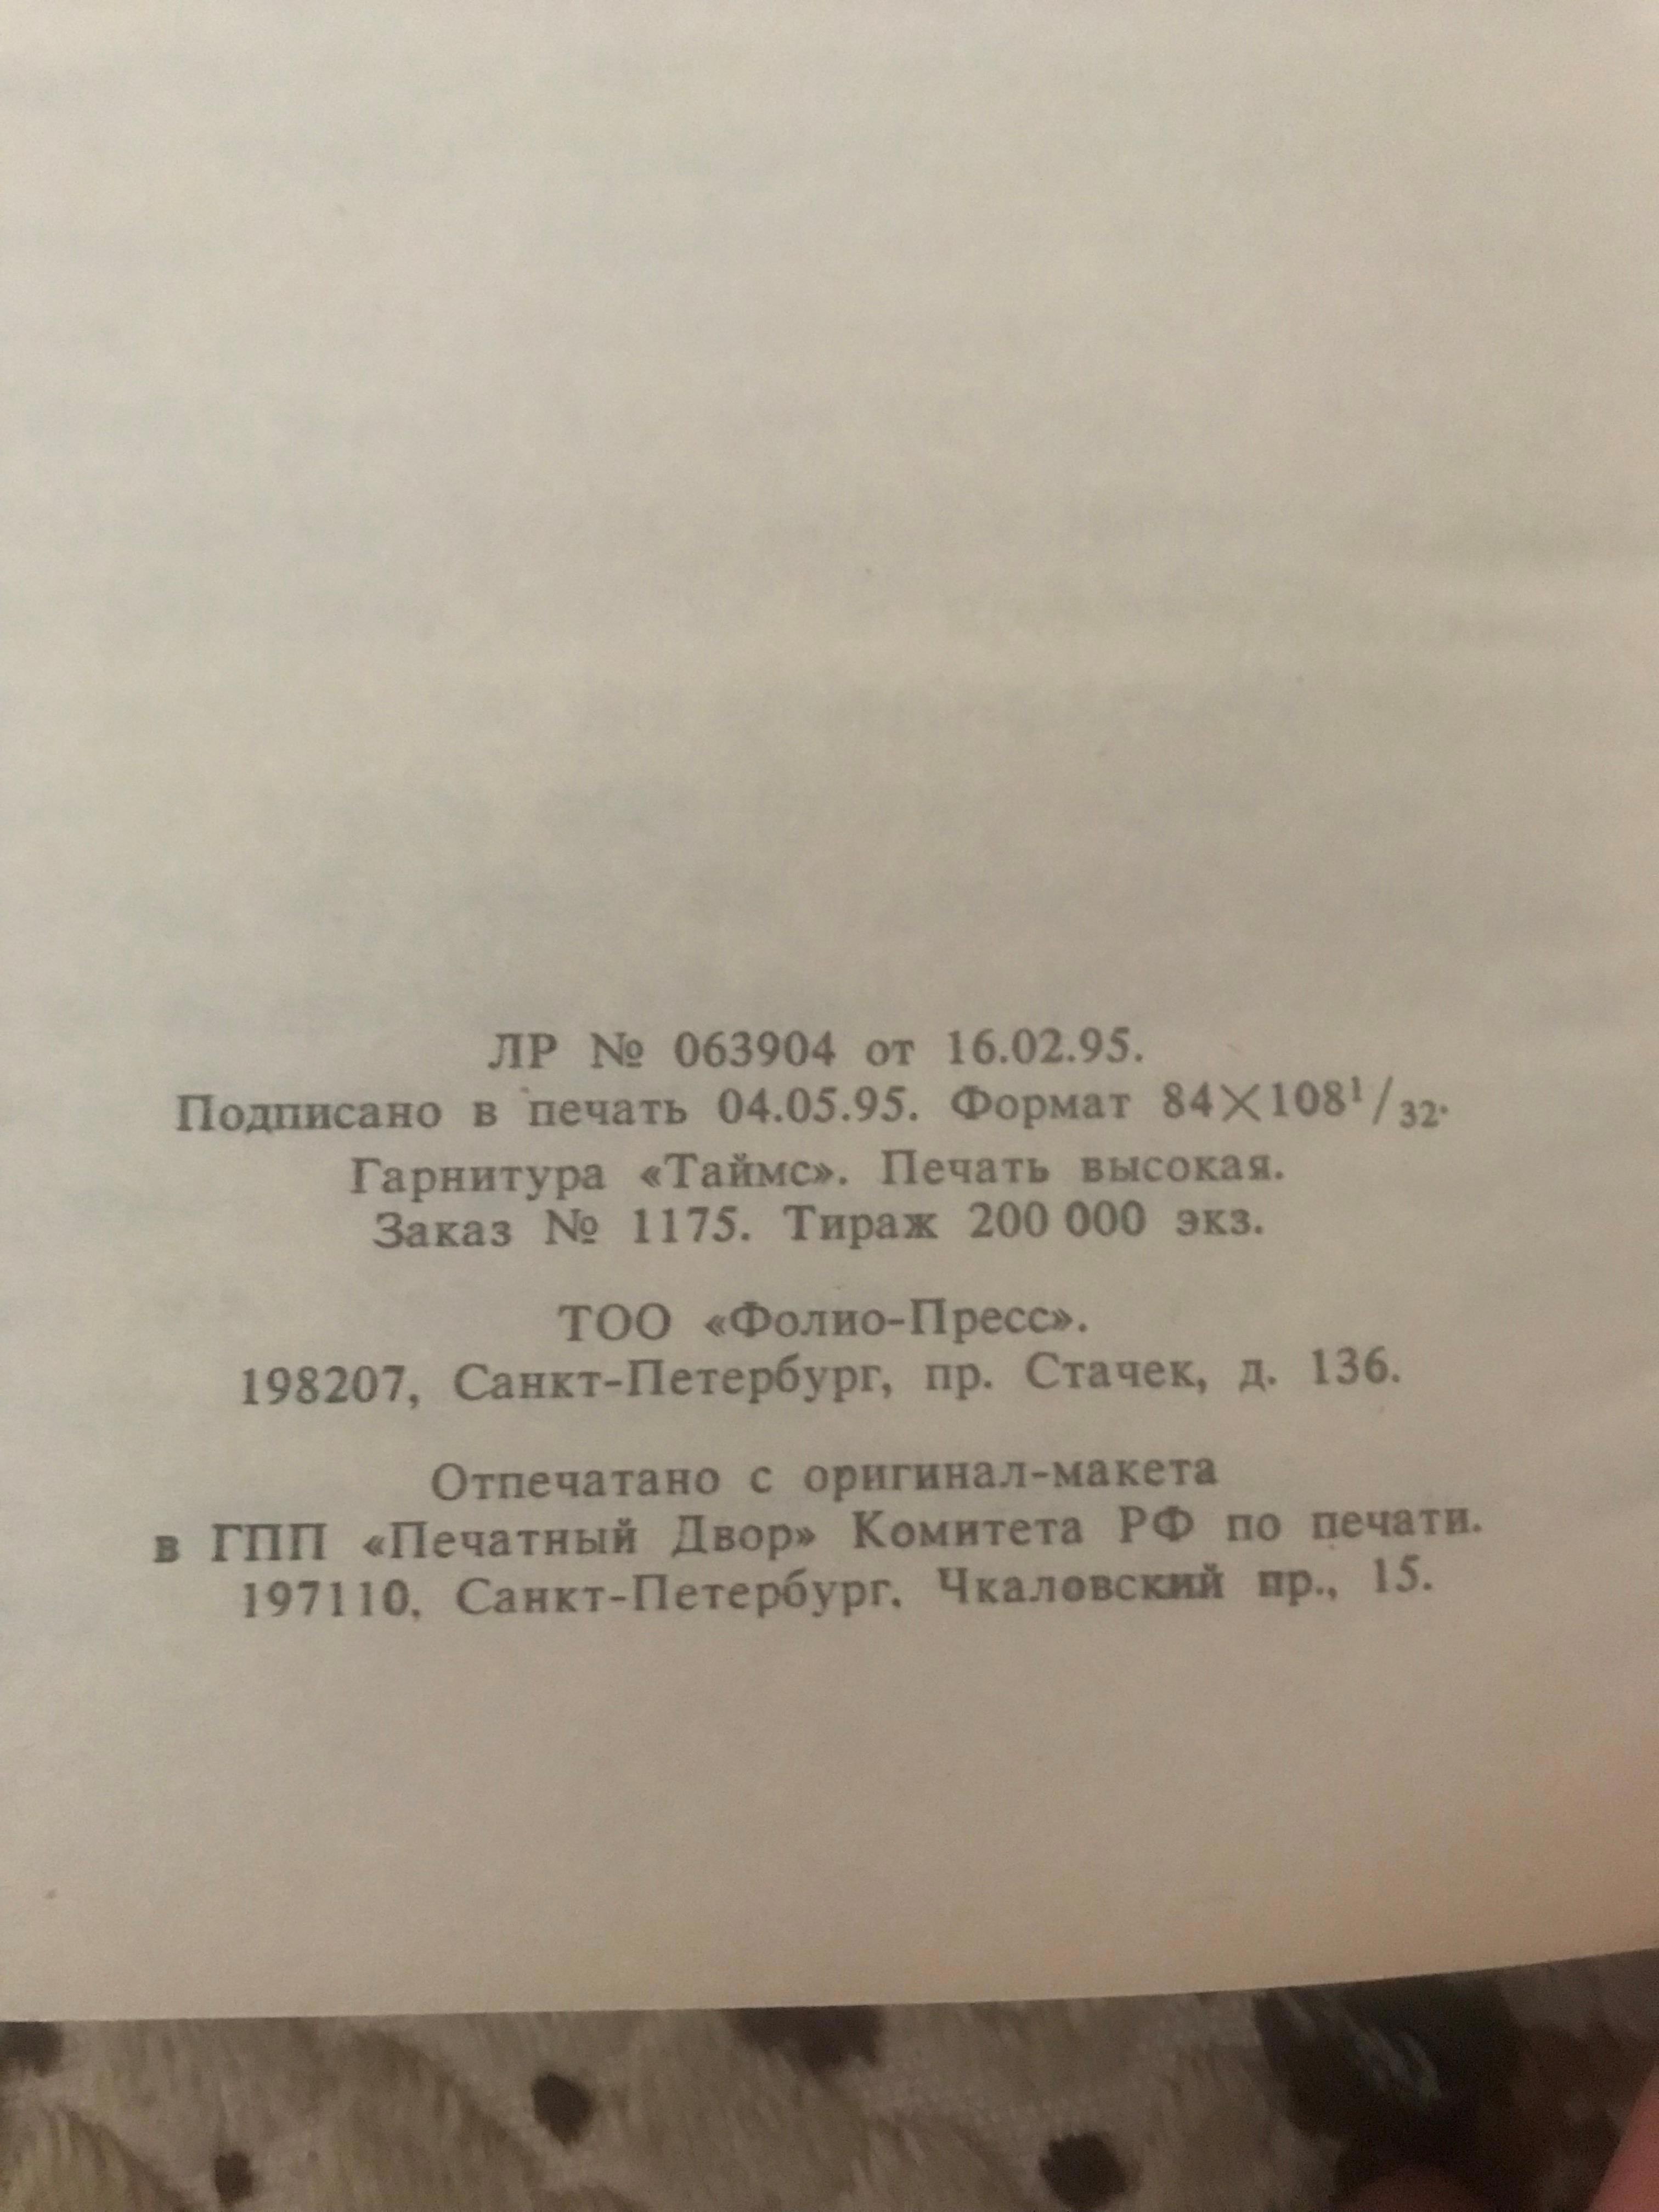 ЛР № 063904 от 16.02.95.
Подписано в печать 04.05.95. Формат 84×108¹/₃₂.
Гарнитура «Таймс». Печать высокая.
Заказ № 1175. Тираж 200 000 экз.
ТОО «Фолио-Пресс».
198207, Санкт-Петербург, пр. Стачек, д. 136.
Отпечатано с оригинал-макета
в ГПП «Печатный Двор» Комитета РФ по печати.
197110, Санкт-Петербург, Чкаловский пр., 15.